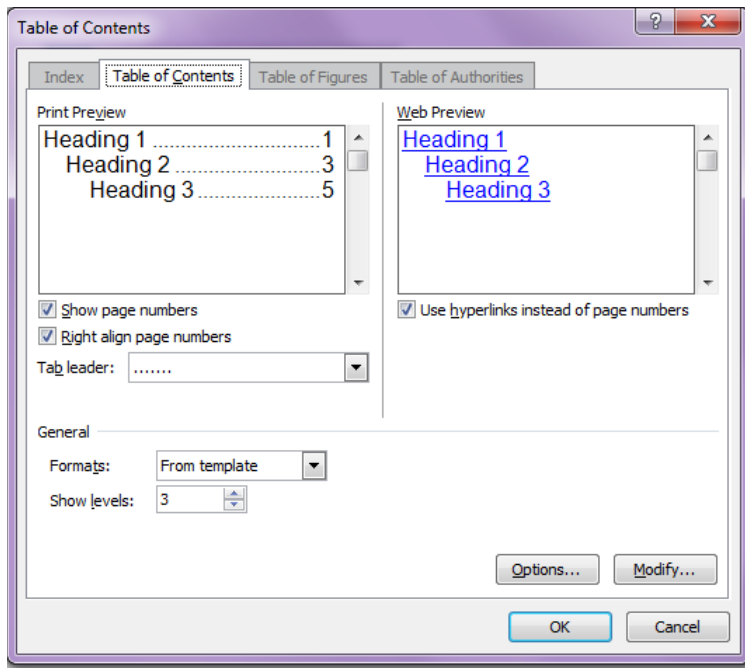 Table of Contents
Index Table of Contents Table of Figures Table of Authorities
Print Preview
Heading 1 ............................ 1
Heading 2 ........................ 3
Heading 3 ..................... 5
Web Preview
Heading 1
Heading 2
Heading 3
Show page numbers
Right align page numbers
Tab leader: .......
Use hyperlinks instead of page numbers
General
Formats: From template
Show levels: 3
Options... Modify...
OK Cancel